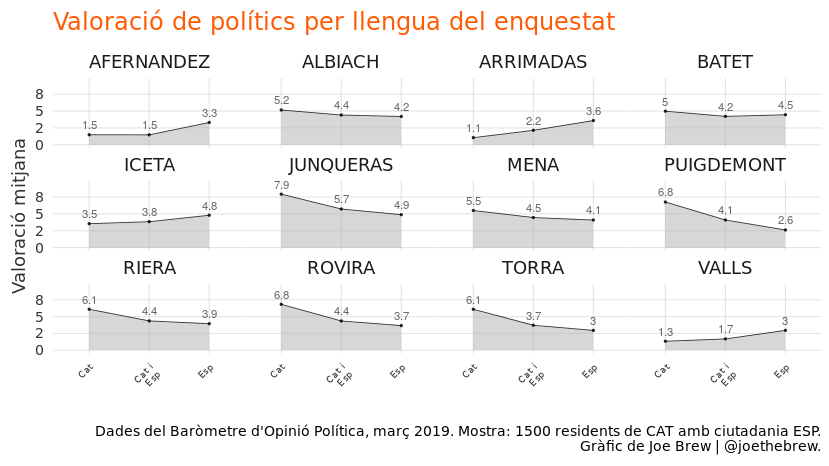 Valoració de polítics per llengua del enquestat
AFERNANDEZ ALBIACH ARRIMADAS BATET
8
5
2
0
1.5 1.5 3.3
5.2 4.4 4.2
1.1 2.2 3.6
5 4.2 4.5
ICETA JUNQUERAS MENA PUIGDEMONT
8
5
2
0
3.5 3.8 4.8
7.9 5.7 4.9
5.5 4.5 4.1
6.8 4.1 2.6
RIERA ROVIRA TORRA VALLS
8
5
2
0
6.1 4.4 3.9
6.8 4.4 3.7
6.1 3.7 3
1.3 1.7 3
Valoració mitjana
Cat
Cat i
Esp
Esp
Cat
Cat i
Esp
Esp
Cat
Cat i
Esp
Esp
Cat
Cat i
Esp
Esp
Dades del Baròmetre d'Opinió Política, març 2019. Mostra: 1500 residents de CAT amb ciutadania ESP.
Gràfic de Joe Brew | @joethebrew.